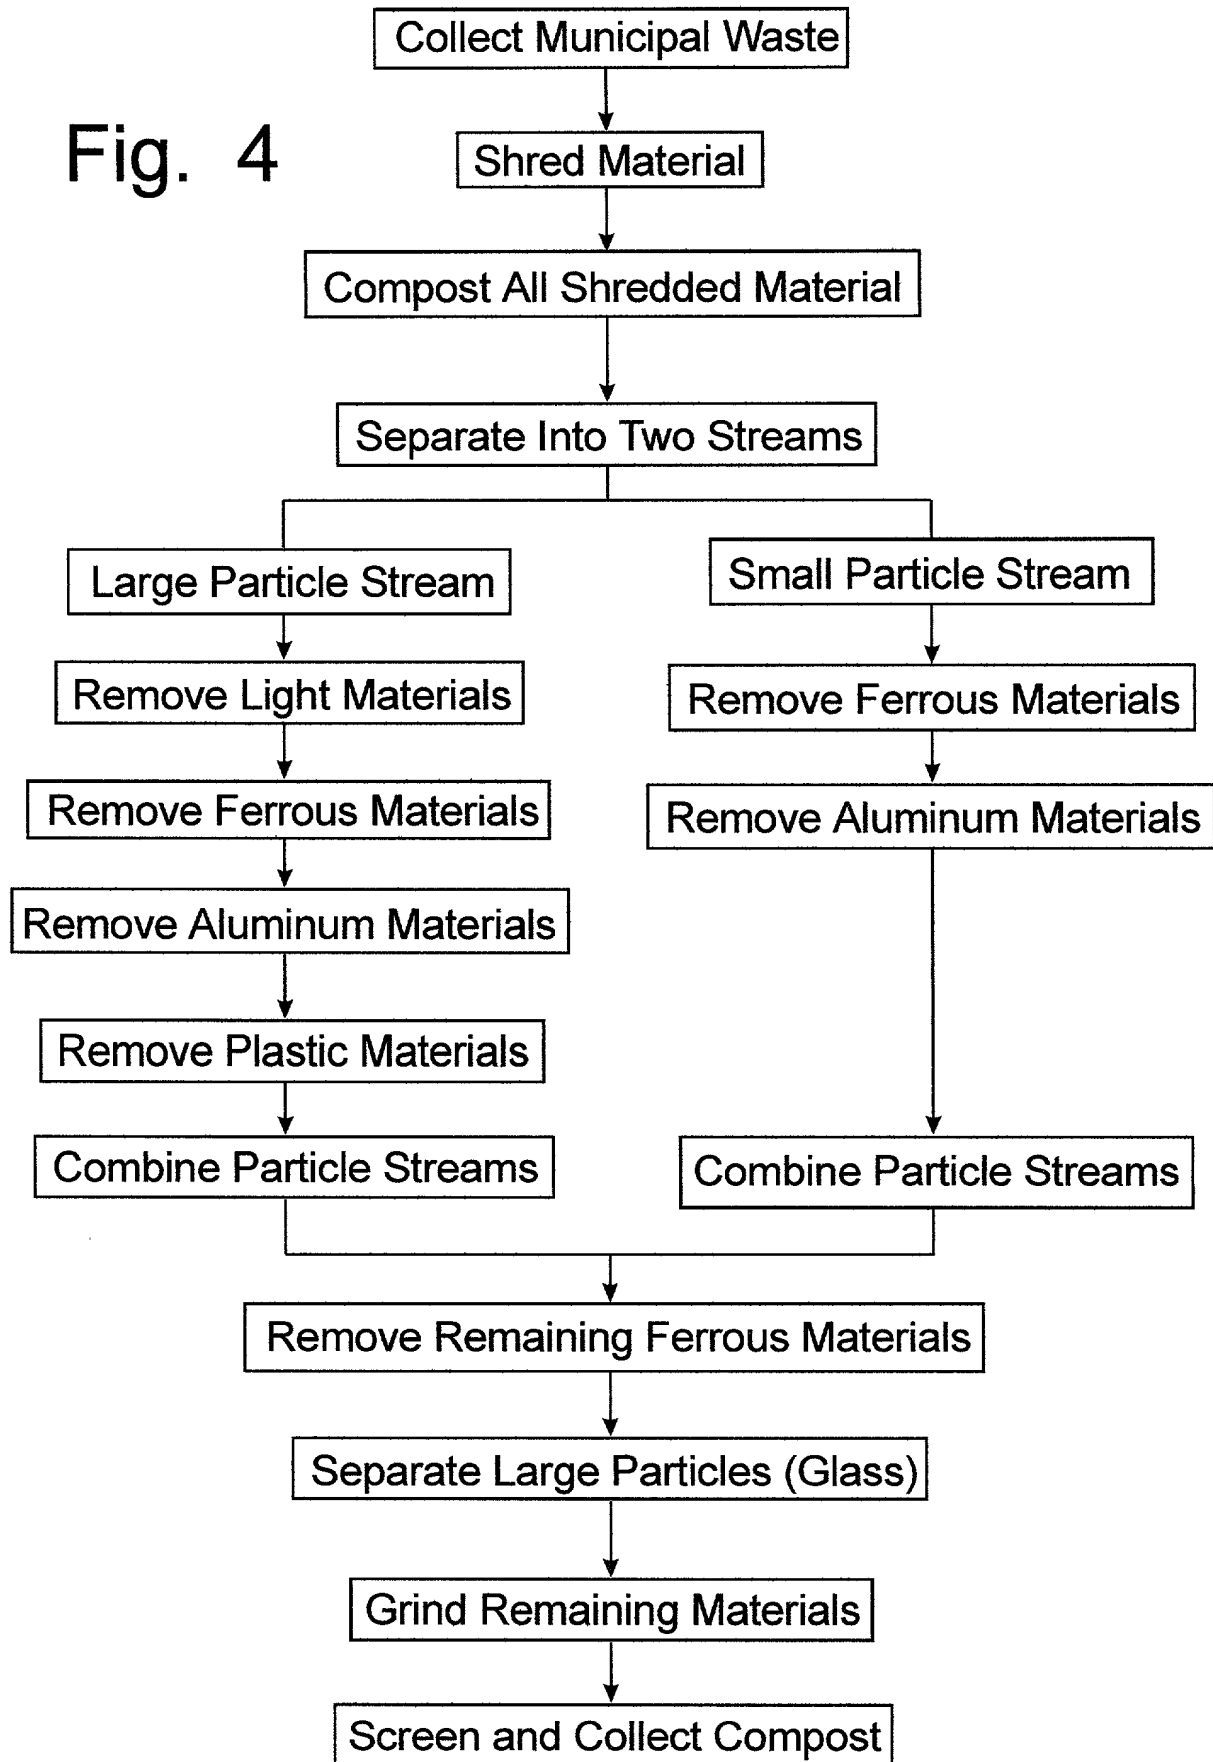 Collect Municipal Waste
Fig. 4
Shred Material
Compost All Shredded Material
Separate Into Two Streams
Large Particle Stream
Remove Light Materials
Remove Ferrous Materials
Remove Aluminum Materials
Remove Plastic Materials
Combine Particle Streams
Small Particle Stream
Remove Ferrous Materials
Remove Aluminum Materials
Combine Particle Streams
Remove Remaining Ferrous Materials
Separate Large Particles (Glass)
Grind Remaining Materials
Screen and Collect Compost